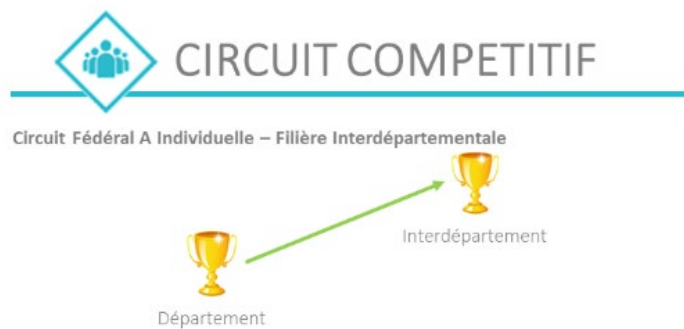 CIRCUIT COMPETITIF
Circuit Fédéral A Individuelle – Filière Interdépartementale
Interdépartement
Département